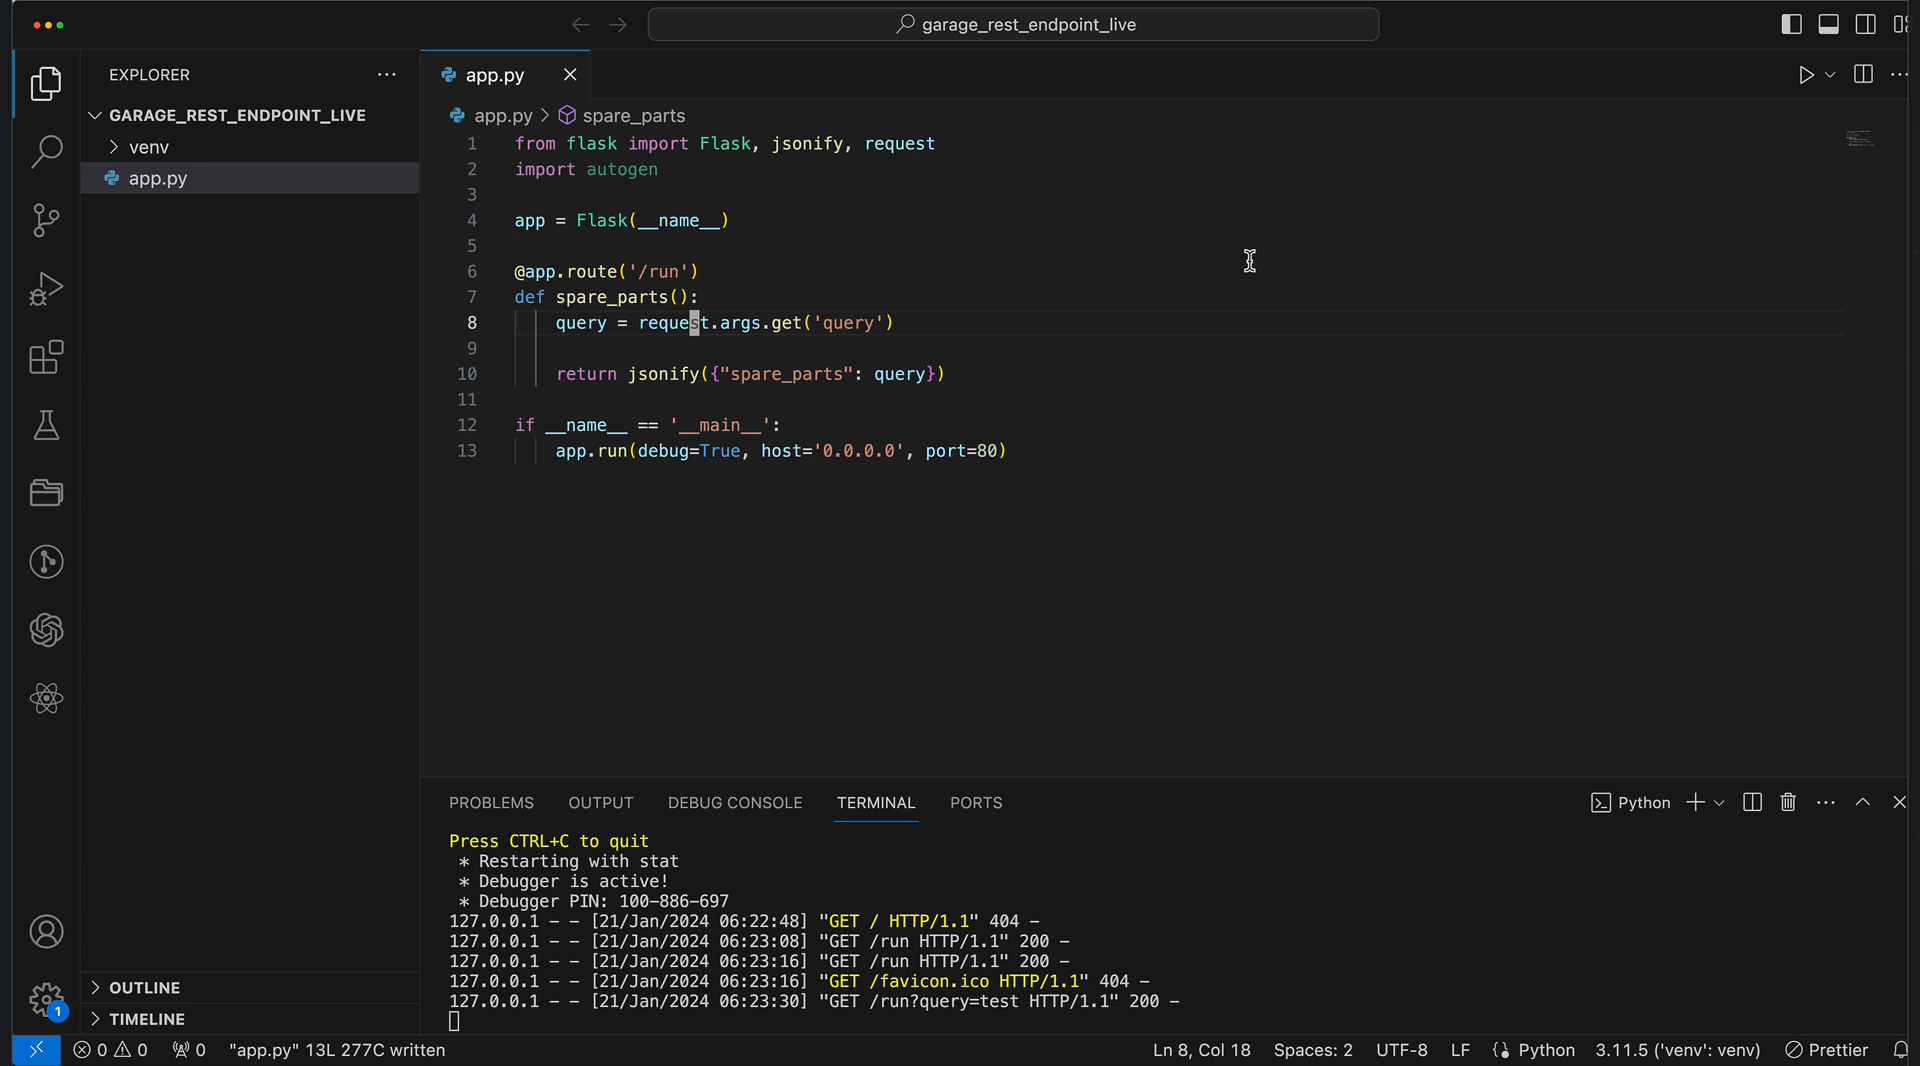 garage_rest_endpoint_live
EXPLORER
GARAGE_REST_ENDPOINT_LIVE
venv
app.py
OUTLINE
TIMELINE
app.py
app.py > spare_parts
1 from flask import Flask, jsonify, request
2 import autogen
3
4 app = Flask(__name__)
5
6 @app.route('/run')
7 def spare_parts():
8     query = request.args.get('query')
9
10     return jsonify({"spare_parts": query})
11
12 if __name__ == '__main__':
13     app.run(debug=True, host='0.0.0.0', port=80)
PROBLEMS OUTPUT DEBUG CONSOLE TERMINAL PORTS
Python
Press CTRL+C to quit
 * Restarting with stat
 * Debugger is active!
 * Debugger PIN: 100-886-697
127.0.0.1 - - [21/Jan/2024 06:22:48] "GET / HTTP/1.1" 404 -
127.0.0.1 - - [21/Jan/2024 06:23:08] "GET /run HTTP/1.1" 200 -
127.0.0.1 - - [21/Jan/2024 06:23:16] "GET /run HTTP/1.1" 200 -
127.0.0.1 - - [21/Jan/2024 06:23:16] "GET /favicon.ico HTTP/1.1" 404 -
127.0.0.1 - - [21/Jan/2024 06:23:30] "GET /run?query=test HTTP/1.1" 200 -
1
0 0 0 "app.py" 13L 277C written Ln 8, Col 18 Spaces: 2 UTF-8 LF Python 3.11.5 ('venv': venv) Prettier